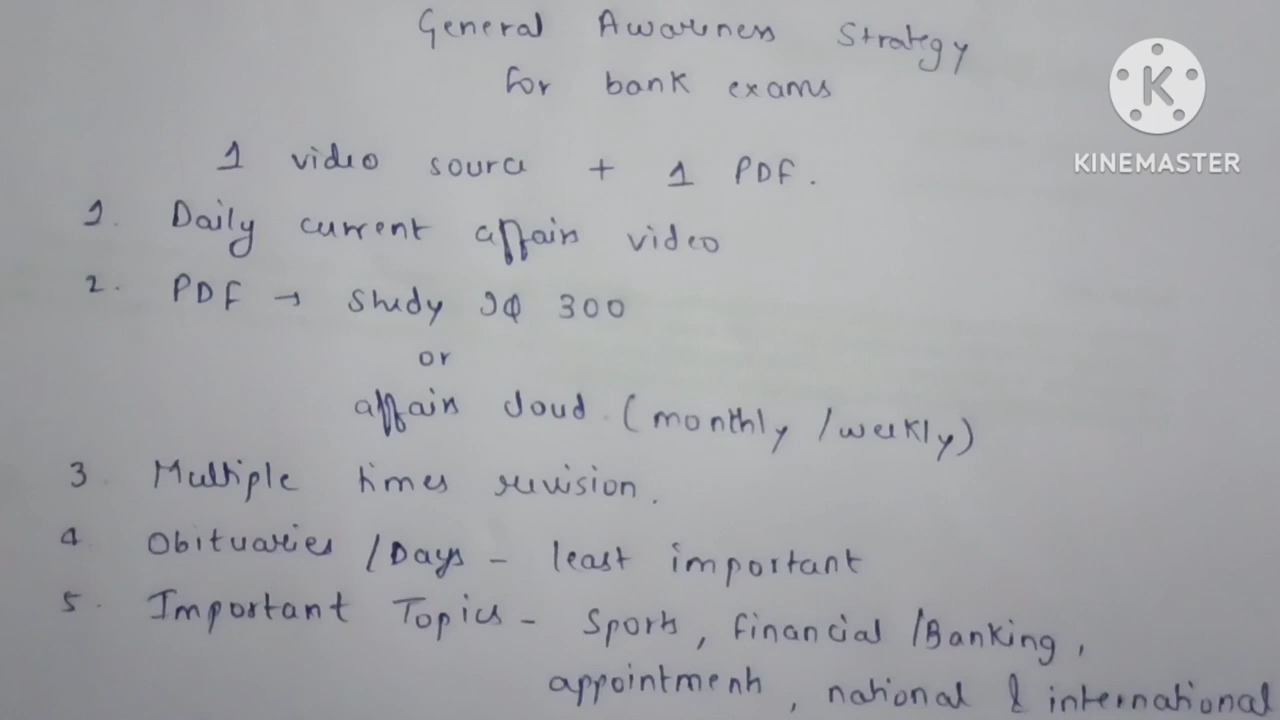 General Awareness Strategy
for bank exams
K
KINEMASTER
1 video source + 1 PDF.
1. Daily current affairs video
2. PDF → Study IQ 300
or
affairs cloud (monthly / weekly)
3 Multiple times revision.
4 Obituaries / Days - least important
5. Important Topics - Sports, financial / Banking,
appointments, national & international